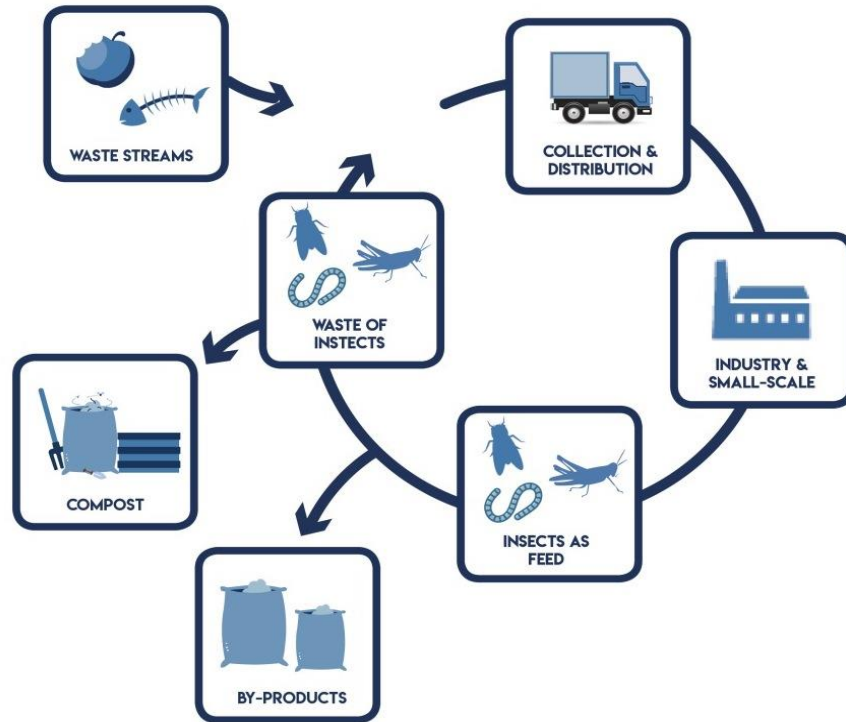 WASTE STREAMS
COLLECTION &
DISTRIBUTION
WASTE OF
INSTECTS
INDUSTRY &
SMALL-SCALE
COMPOST
INSECTS AS
FEED
BY-PRODUCTS